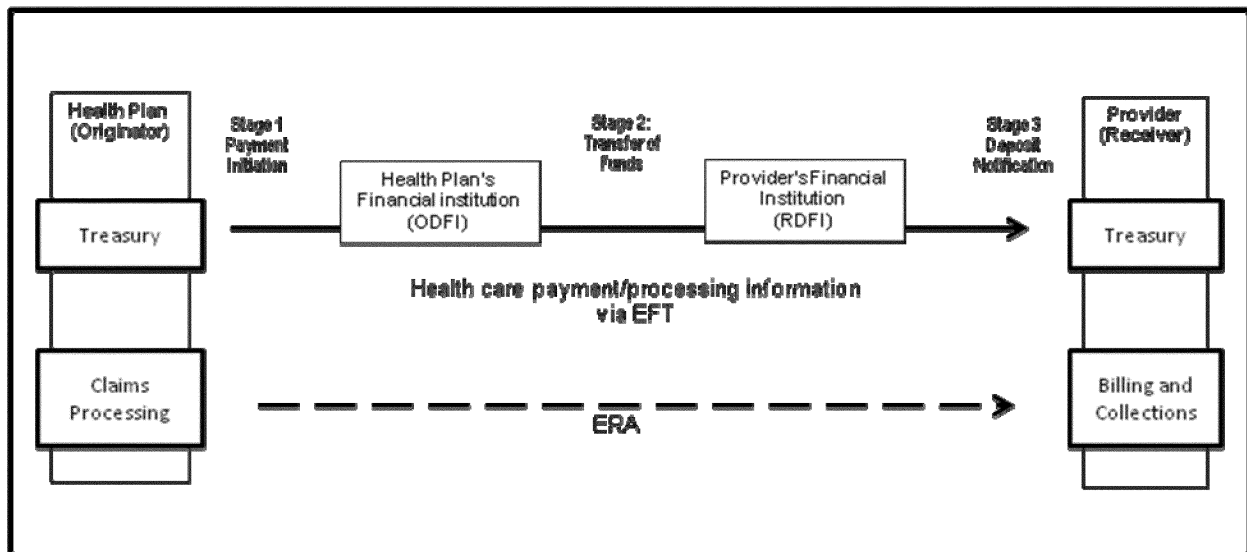 Health Plan
(Originator)
Treasury
Claims
Processing
Stage 1
Payment
Initiation
Health Plan's
Financial institution
(ODFI)
Stage 2:
Transfer of
Funds
Provider's Financial
Institution
(RDFI)
Stage 3
Deposit
Notification
Health care payment/processing information
via EFT
ERA
Provider
(Receiver)
Treasury
Billing and
Collections